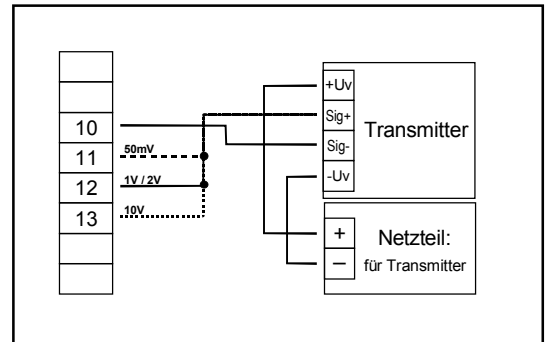 10
11
12
13
50mV
1V / 2V
10V
+Uv
Sig+
Sig-
-Uv
Transmitter
+
–
Netzteil:
für Transmitter